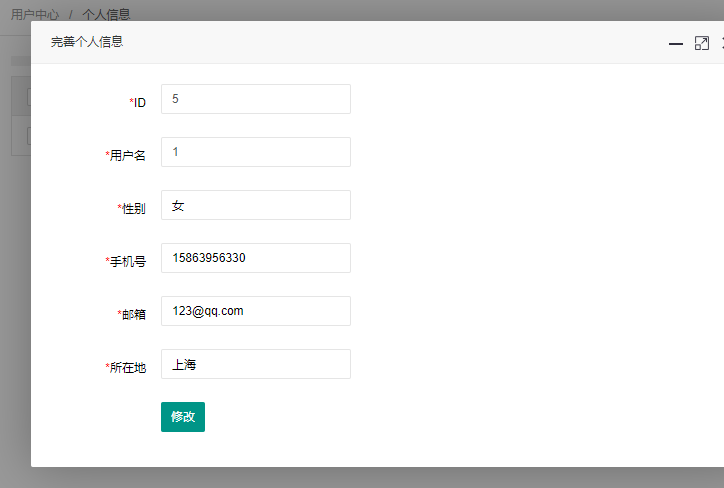 用户中心 / 个人信息
完善个人信息
*ID 5
*用户名 1
*性别 女
*手机号 15863956330
*邮箱 123@qq.com
*所在地 上海
修改